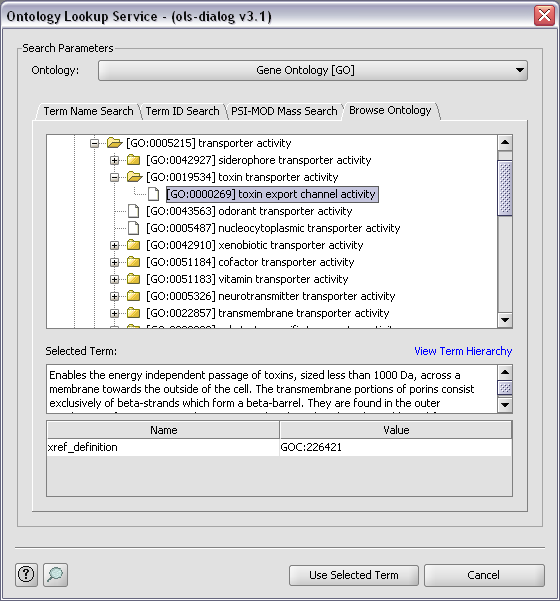 Ontology Lookup Service - (ols-dialog v3.1)
Search Parameters
Ontology: Gene Ontology [GO]
Term Name Search Term ID Search PSI-MOD Mass Search Browse Ontology
[GO:0005215] transporter activity
[GO:0042927] siderophore transporter activity
[GO:0019534] toxin transporter activity
[GO:0000269] toxin export channel activity
[GO:0043563] odorant transporter activity
[GO:0005487] nucleocytoplasmic transporter activity
[GO:0042910] xenobiotic transporter activity
[GO:0051184] cofactor transporter activity
[GO:0051183] vitamin transporter activity
[GO:0005326] neurotransmitter transporter activity
[GO:0022857] transmembrane transporter activity
Selected Term: View Term Hierarchy
Enables the energy independent passage of toxins, sized less than 1000 Da, across a
membrane towards the outside of the cell. The transmembrane portions of porins consist
exclusively of beta-strands which form a beta-barrel. They are found in the outer
Name Value
xref_definition GOC:226421
? Use Selected Term Cancel